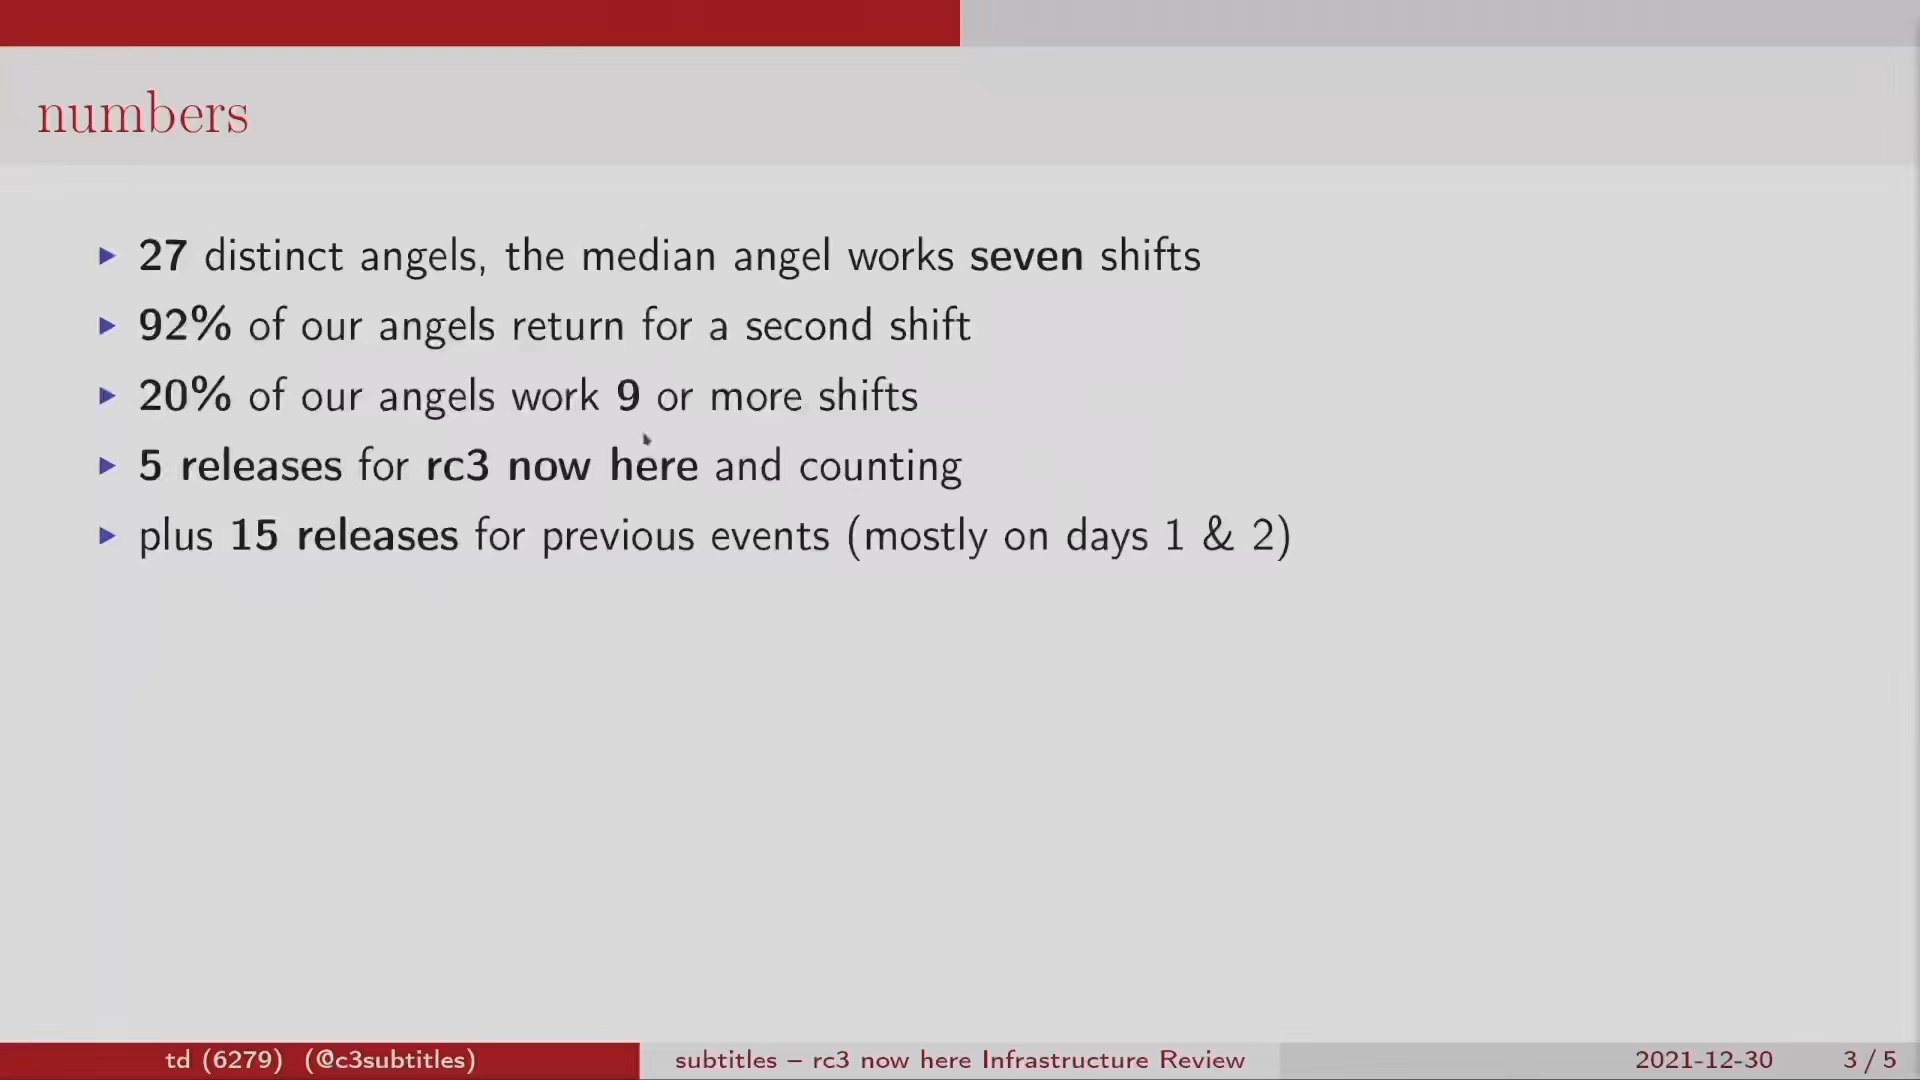 numbers
27 distinct angels, the median angel works seven shifts
92% of our angels return for a second shift
20% of our angels work 9 or more shifts
5 releases for rc3 now here and counting
plus 15 releases for previous events (mostly on days 1 & 2)
td (6279) (@c3subtitles) subtitles – rc3 now here Infrastructure Review 2021-12-30 3 / 5